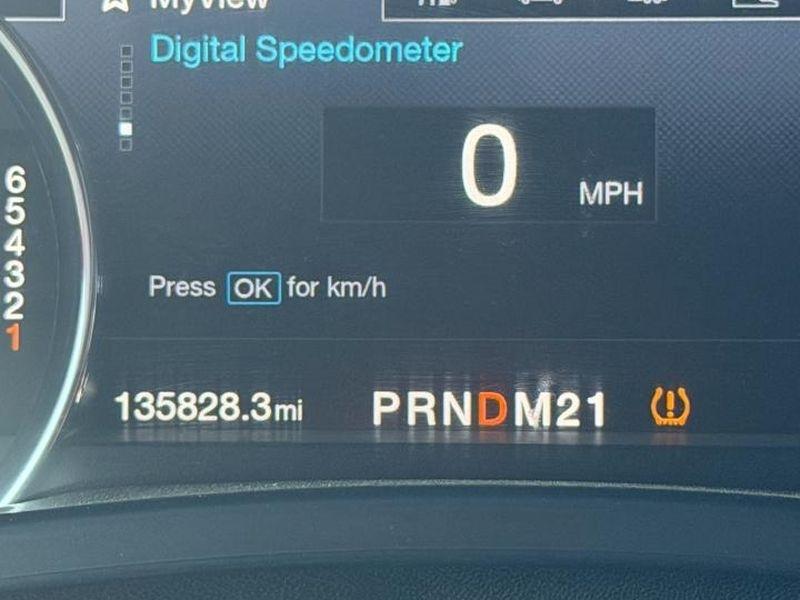 MyView
Digital Speedometer
0 MPH
Press OK for km/h
6
5
4
3
2
1
135828.3mi PRNDM21